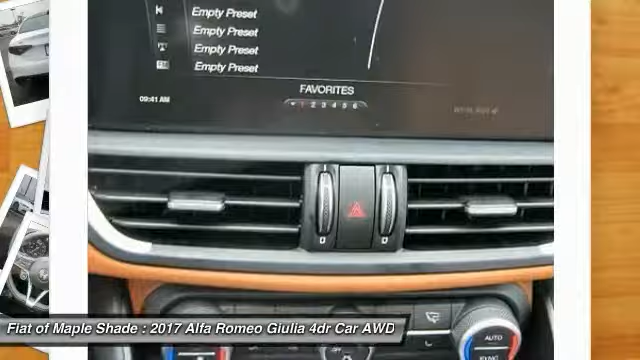 Empty Preset
Empty Preset
Empty Preset
Empty Preset
FAVORITES
09:41 AM
1 2 3 4 5 6
AUTO
SYNC
Fiat of Maple Shade : 2017 Alfa Romeo Giulia 4dr Car AWD